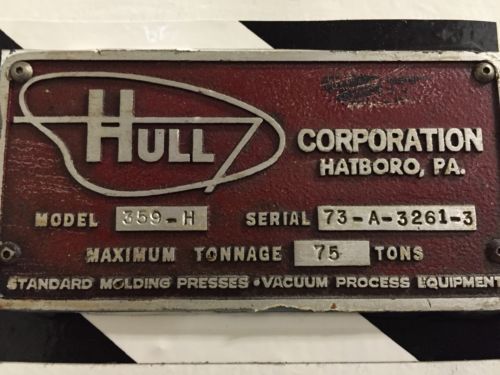 HULL
CORPORATION
HATBORO, PA.
MODEL 359-H SERIAL 73-A-3261-3
MAXIMUM TONNAGE 75 TONS
STANDARD MOLDING PRESSES • VACUUM PROCESS EQUIPMENT